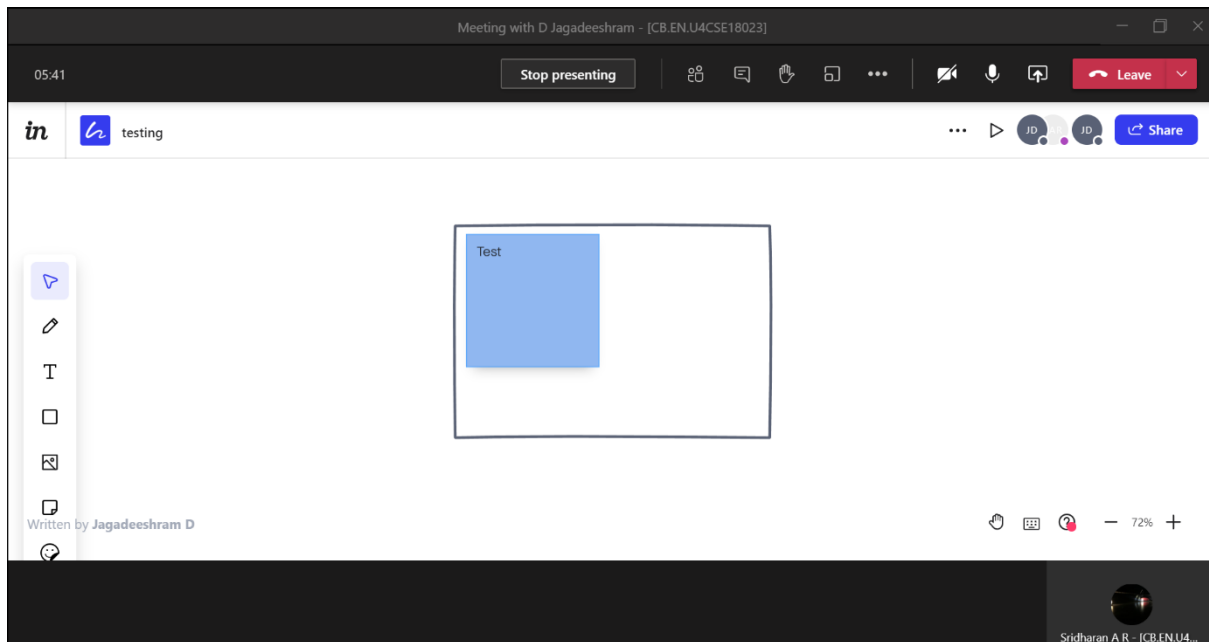 Meeting with D Jagadeeshram - [CB.EN.U4CSE18023]
05:41
Stop presenting
Leave
in
testing
JD
AR
JD
Share
Test
T
Written by Jagadeeshram D
72%
Sridharan A R - [CB.EN.U4...